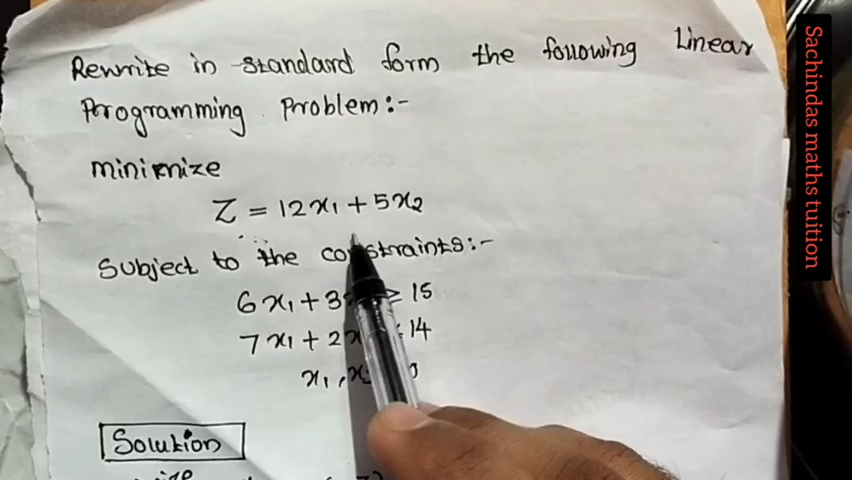 Rewrite in standard form the following Linear
Programming Problem:-
Minimize
Z = 12x₁ + 5x₂
Subject to the constraints:-
6x₁ + 3 ≥ 15
7x₁ + 2x 14
x₁, x
Solution
Sachindas maths tuition